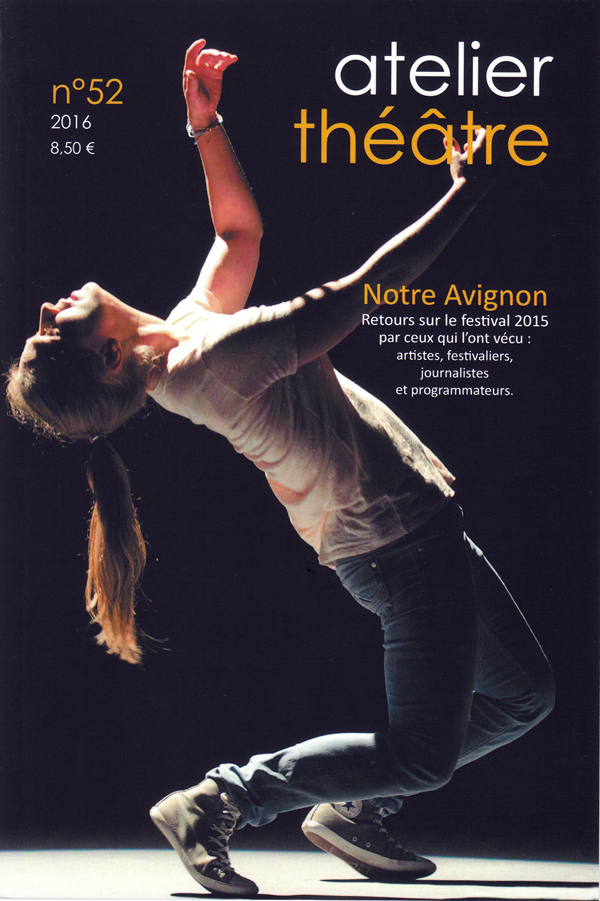 n°52
2016
8,50 €
atelier
théâtre
Notre Avignon
Retours sur le festival 2015
par ceux qui l'ont vécu :
artistes, festivaliers,
journalistes
et programmateurs.